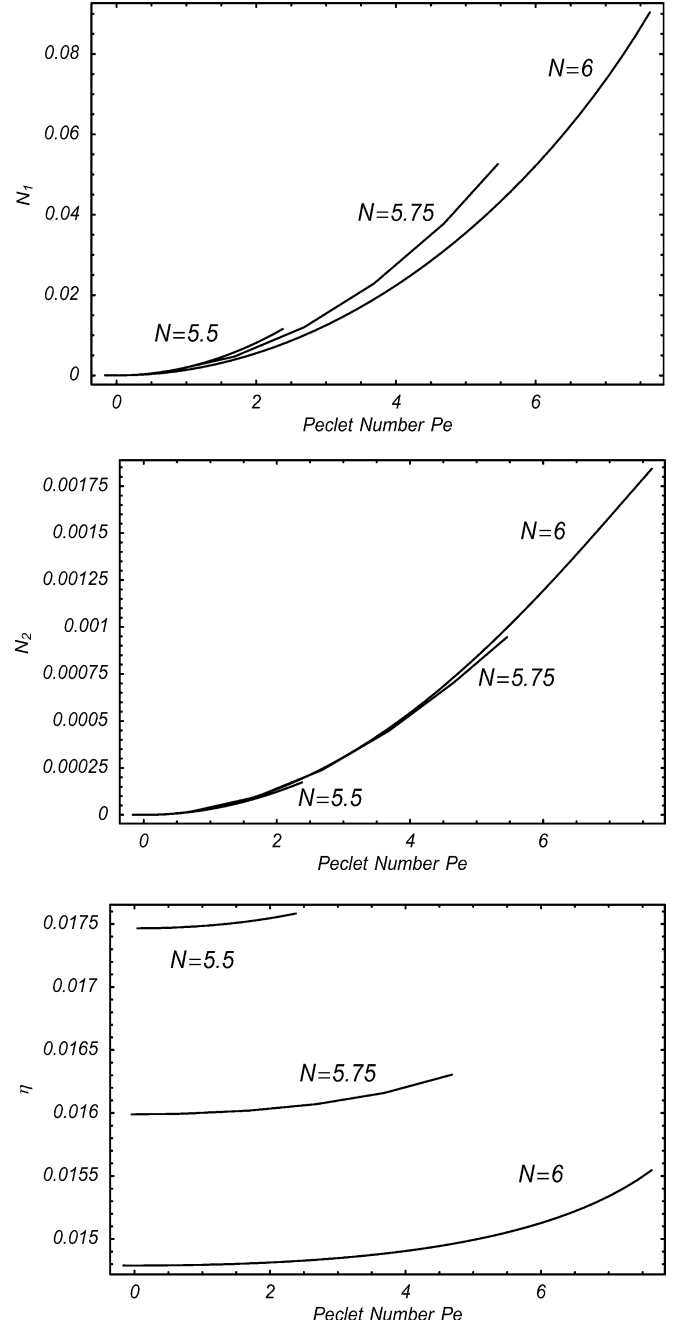 0.08
N=6
0.06
N₁
N=5.75
0.04
0.02
N=5.5
0
0 2 4 6
Peclet Number Pe
0.00175
0.0015
N=6
0.00125
0.001
N₂
0.00075
N=5.75
0.0005
0.00025
N=5.5
0
0 2 4 6
Peclet Number Pe
0.0175
N=5.5
0.017
0.0165
N=5.75
η
0.016
0.0155
N=6
0.015
0 2 4 6
Peclet Number Pe